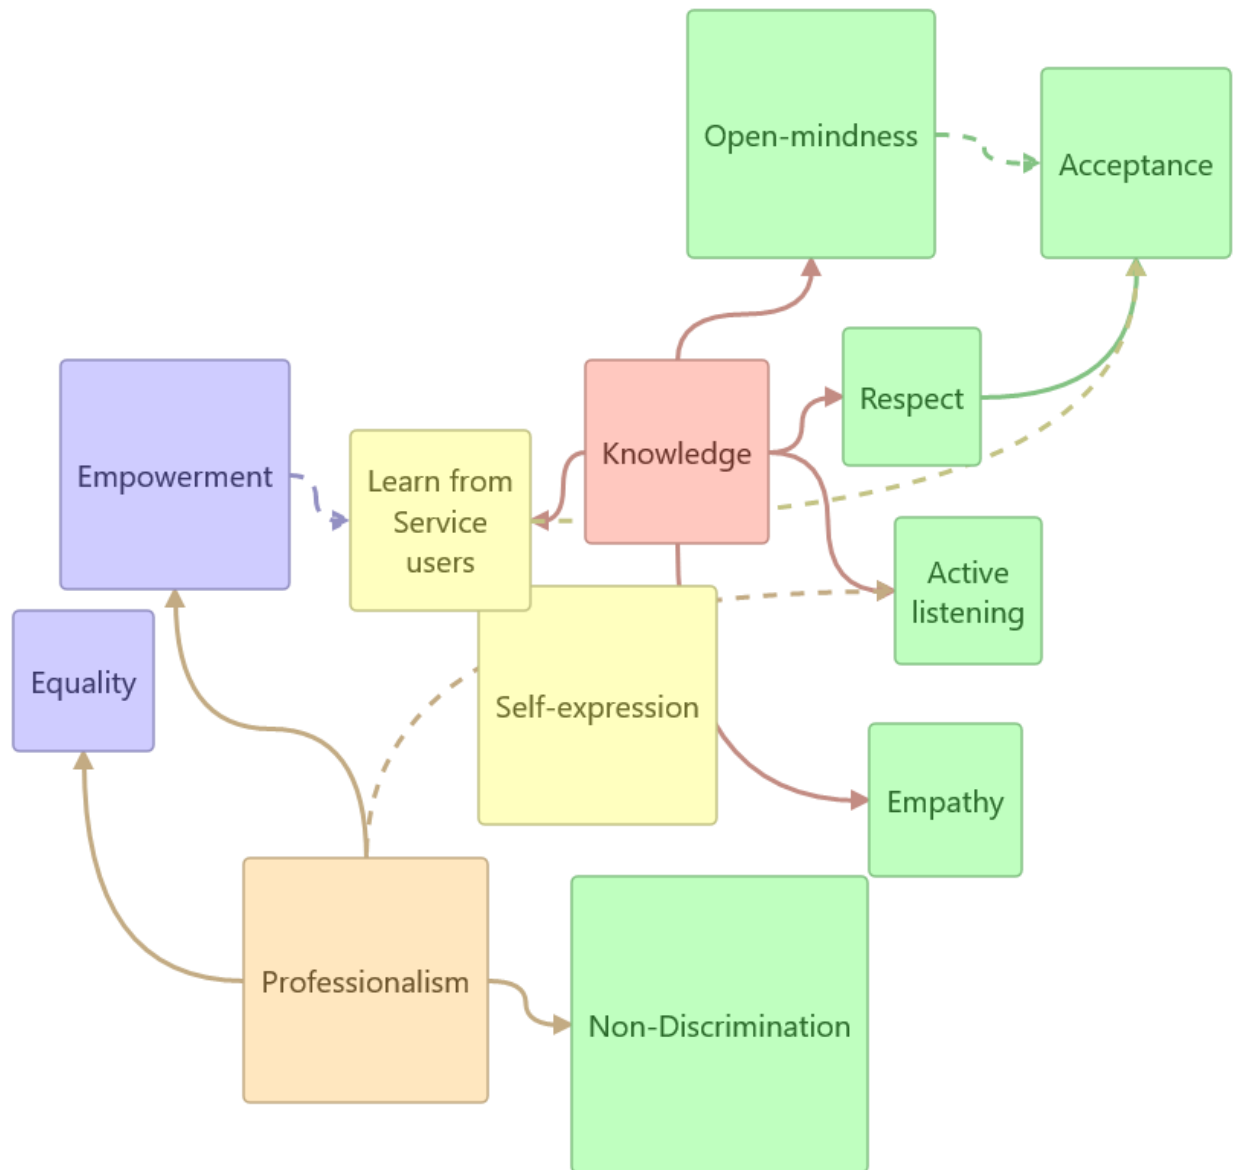 Open-mindness
Acceptance
Respect
Knowledge
Empowerment
Learn from
Service
users
Active
listening
Equality
Self-expression
Empathy
Professionalism
Non-Discrimination